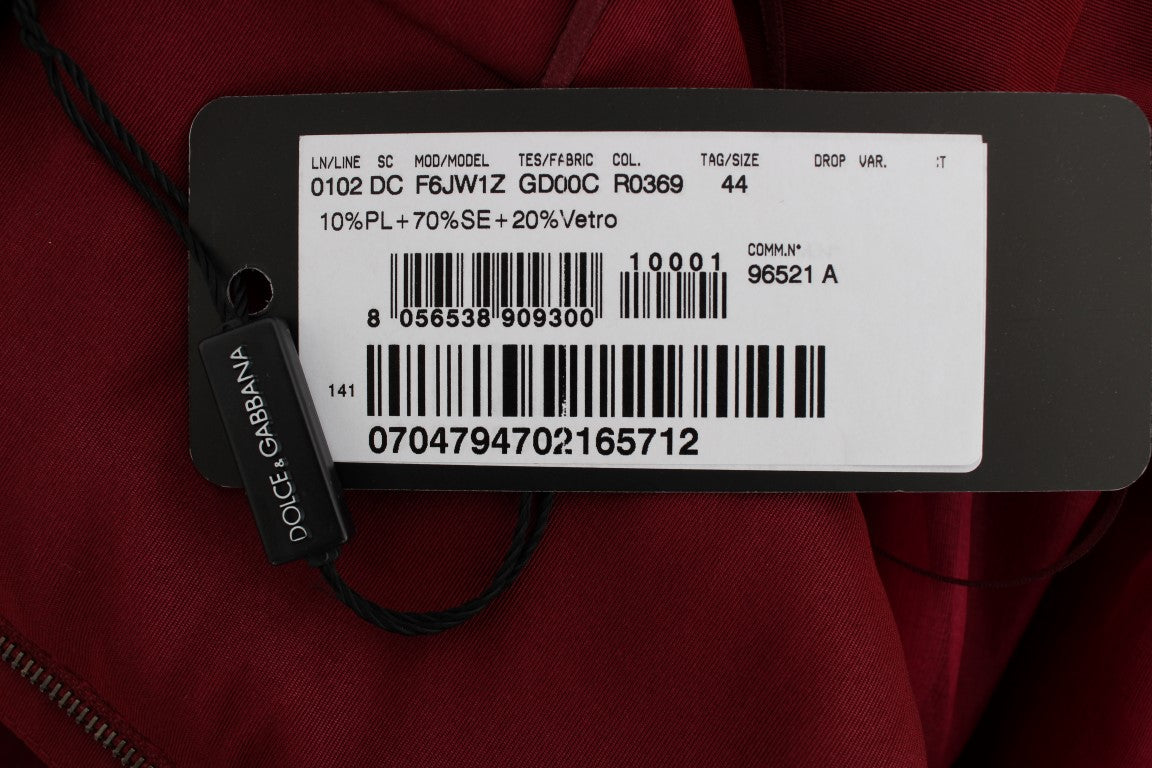 LN/LINE SC MOD/MODEL TES/FABRIC COL. TAG/SIZE DROP VAR. :T
0102 DC F6JW1Z GD00C R0369 44
10%PL+70%SE+20%Vetro
COMM.N°
96521 A
10001
8 056538 909300
141
0704794702165712
DOLCE & GABBANA